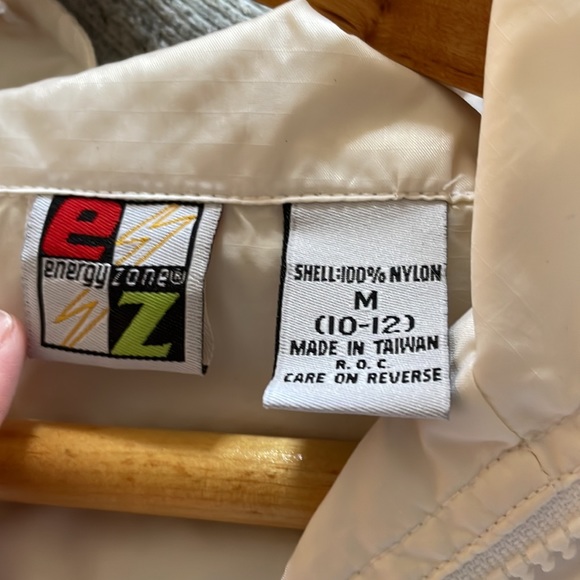 e
energy zone®
z
SHELL:100% NYLON
M
(10-12)
MADE IN TAIWAN
R.O.C.
CARE ON REVERSE